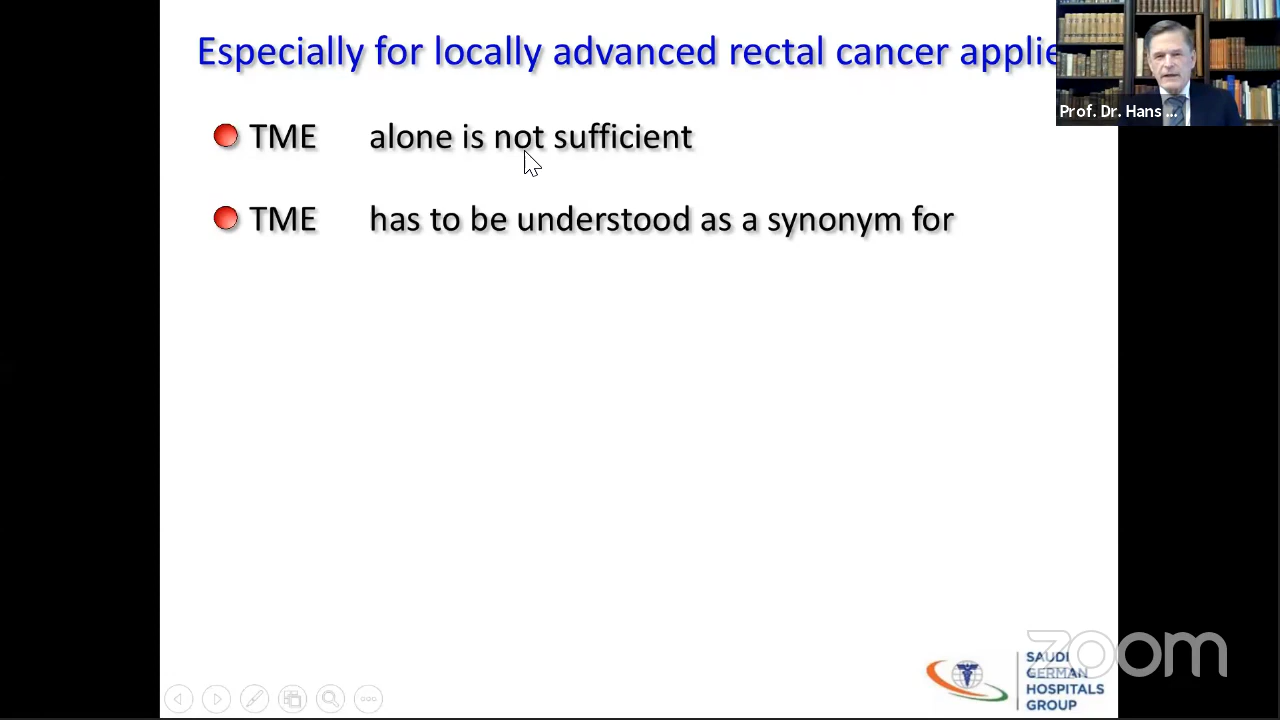 Especially for locally advanced rectal cancer applie
Prof. Dr. Hans ...
TME alone is not sufficient
TME has to be understood as a synonym for
zoom
SAUDI
GERMAN
HOSPITALS
GROUP